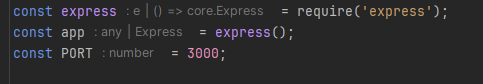 const express : e | () => core.Express = require('express');
const app : any | Express = express();
const PORT : number = 3000;